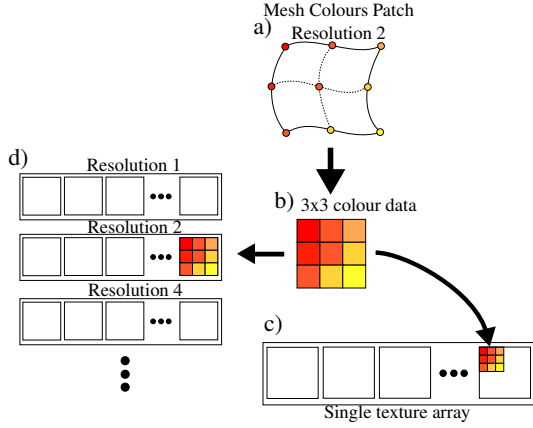 Mesh Colours Patch
a) Resolution 2
d)
Resolution 1
b) 3x3 colour data
Resolution 2
Resolution 4
c)
Single texture array